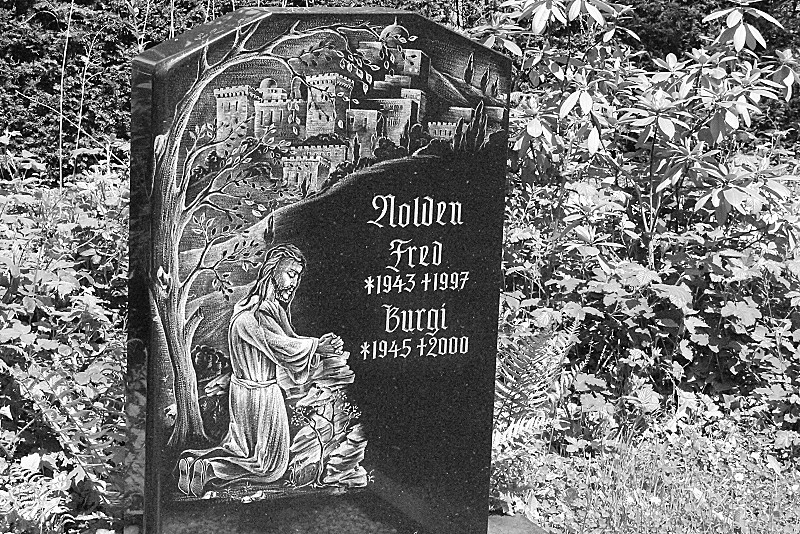 Nolden
Fred
*1943 †1997
Burgi
*1945 †2000